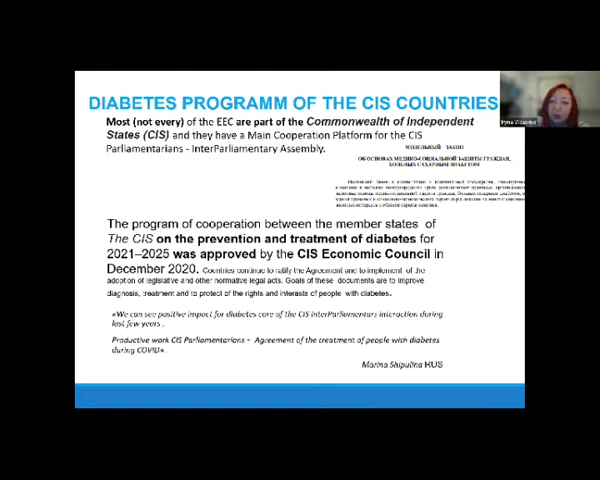 DIABETES PROGRAMM OF THE CIS COUNTRIES
Most (not every) of the EEC are part of the Commonwealth of Independent
States (CIS) and they have a Main Cooperation Platform for the CIS
Parliamentarians - InterParliamentary Assembly.
МОДЕЛЬНЫЙ ЗАКОН
ОБ ОСНОВАХ МЕДИКО-СОЦИАЛЬНОЙ ЗАЩИТЫ ГРАЖДАН,
БОЛЬНЫХ САХАРНЫМ ДИАБЕТОМ
The program of cooperation between the member states of
The CIS on the prevention and treatment of diabetes for
2021–2025 was approved by the CIS Economic Council in
December 2020. Countries continue to ratify the Agreement and to implement of the
adoption of legislative and other normative legal acts. Goals of these documents are to improve
diagnosis, treatment and to protect of the rights and interests of people with diabetes.
«We can see positive impact for diabetes care of the CIS InterParliamentars interaction during
last few years .
Productive work CIS Parliamentarians - Agreement of the treatment of people with diabetes
during COVID» .
Marina Shipulina RUS